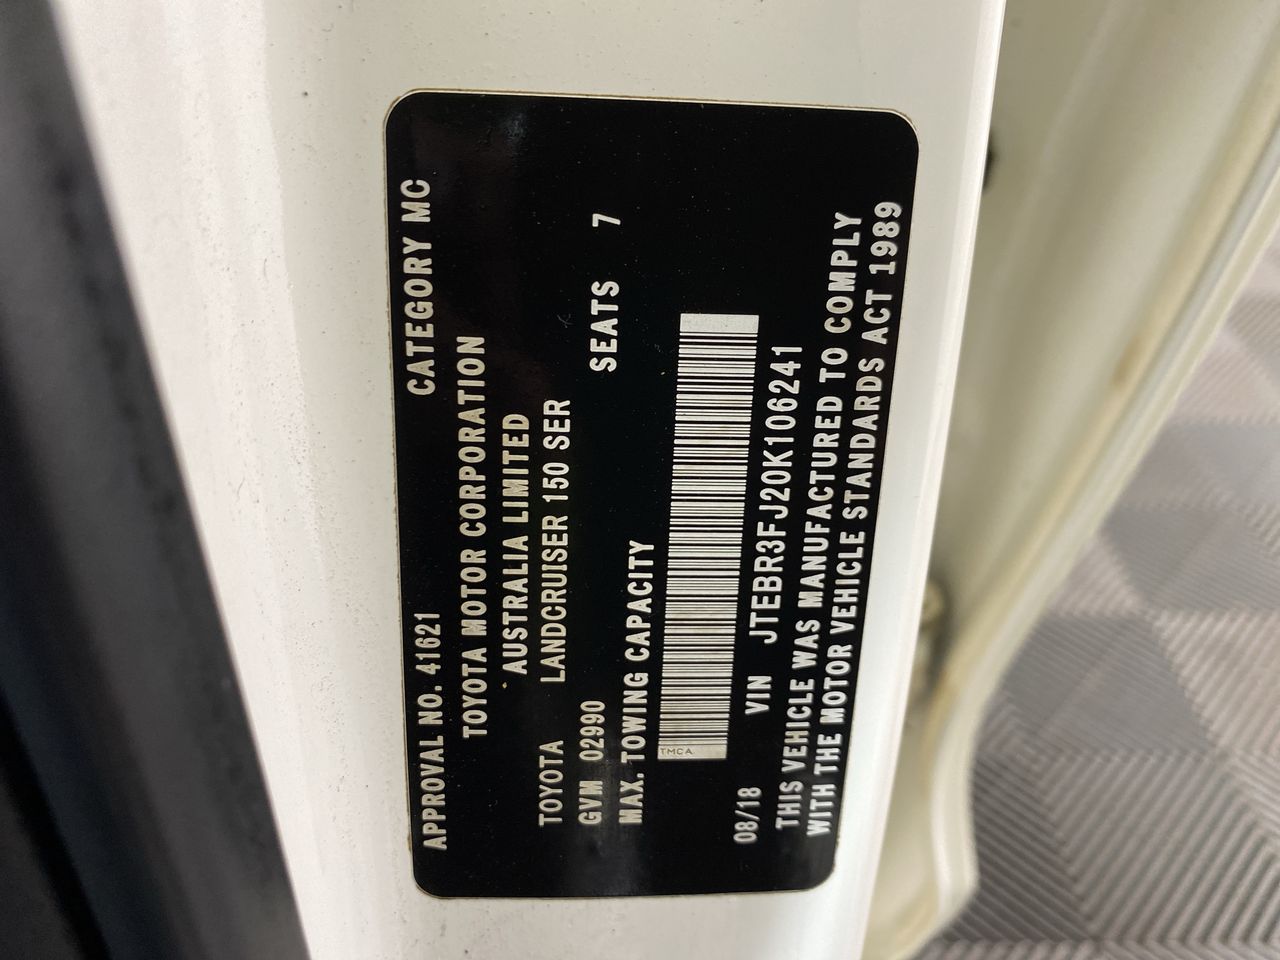 APPROVAL NO. 41621 CATEGORY MC
TOYOTA MOTOR CORPORATION
AUSTRALIA LIMITED
TOYOTA LANDCRUISER 150 SER
GVM 02990 SEATS 7
MAX. TOWING CAPACITY
TMCA
08/18 VIN JTEBR3FJ20K106241
THIS VEHICLE WAS MANUFACTURED TO COMPLY
WITH THE MOTOR VEHICLE STANDARDS ACT 1989